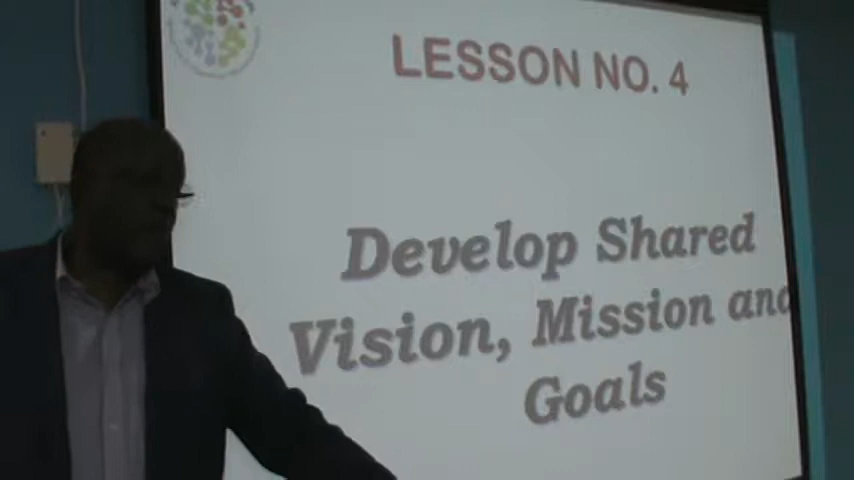 LESSON NO. 4
Develop Shared
Vision, Mission and
Goals